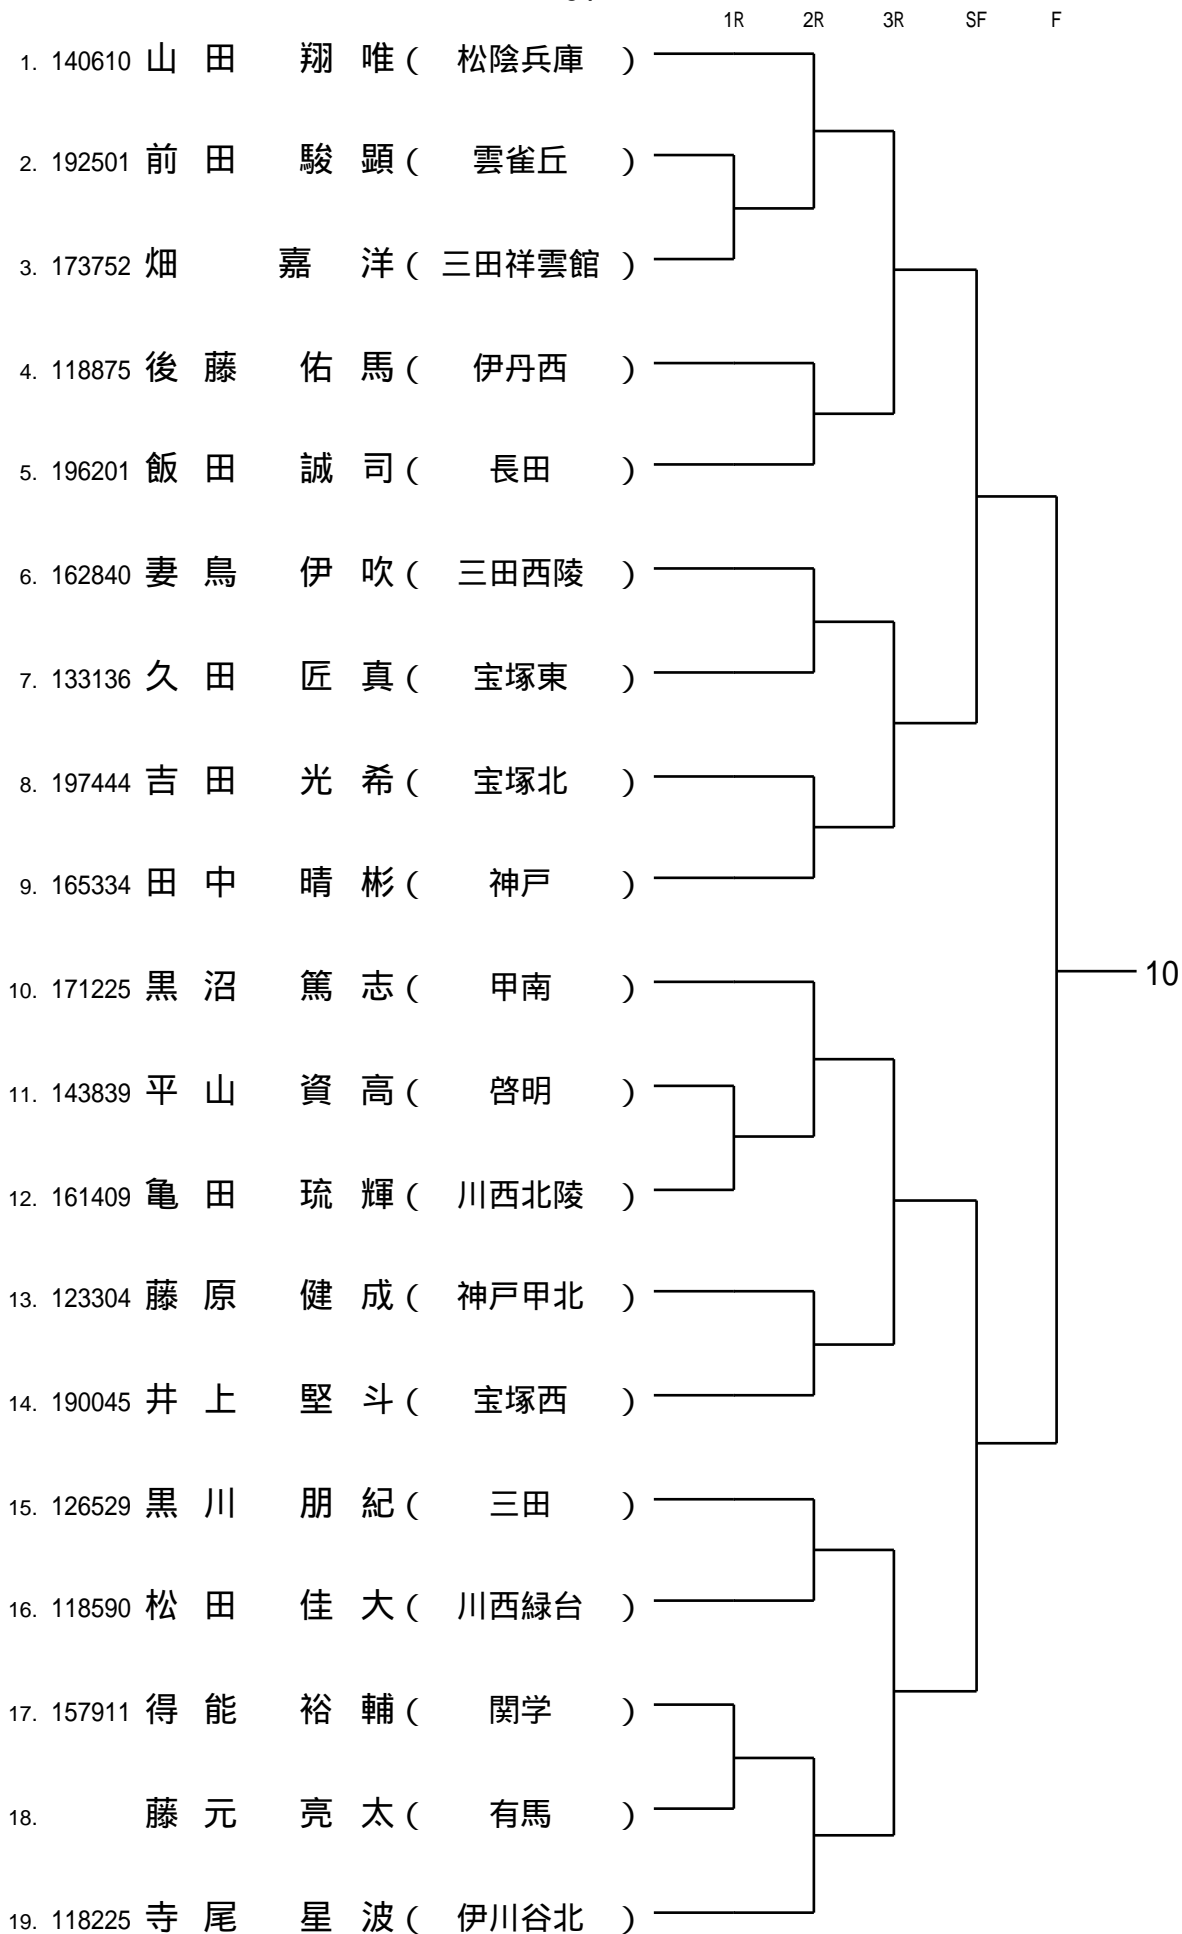 1R 2R 3R SF F
1. 140610 山田 翔唯 ( 松陰兵庫 )
2. 192501 前田 駿顕 ( 雲雀丘 )
3. 173752 畑 嘉洋 ( 三田祥雲館 )
4. 118875 後藤 佑馬 ( 伊丹西 )
5. 196201 飯田 誠司 ( 長田 )
6. 162840 妻鳥 伊吹 ( 三田西陵 )
7. 133136 久田 匠真 ( 宝塚東 )
8. 197444 吉田 光希 ( 宝塚北 )
9. 165334 田中 晴彬 ( 神戸 )
10
10. 171225 黒沼 篤志 ( 甲南 )
11. 143839 平山 資高 ( 啓明 )
12. 161409 亀田 琉輝 ( 川西北陵 )
13. 123304 藤原 健成 ( 神戸甲北 )
14. 190045 井上 堅斗 ( 宝塚西 )
15. 126529 黒川 朋紀 ( 三田 )
16. 118590 松田 佳大 ( 川西緑台 )
17. 157911 得能 裕輔 ( 関学 )
18. 藤元 亮太 ( 有馬 )
19. 118225 寺尾 星波 ( 伊川谷北 )